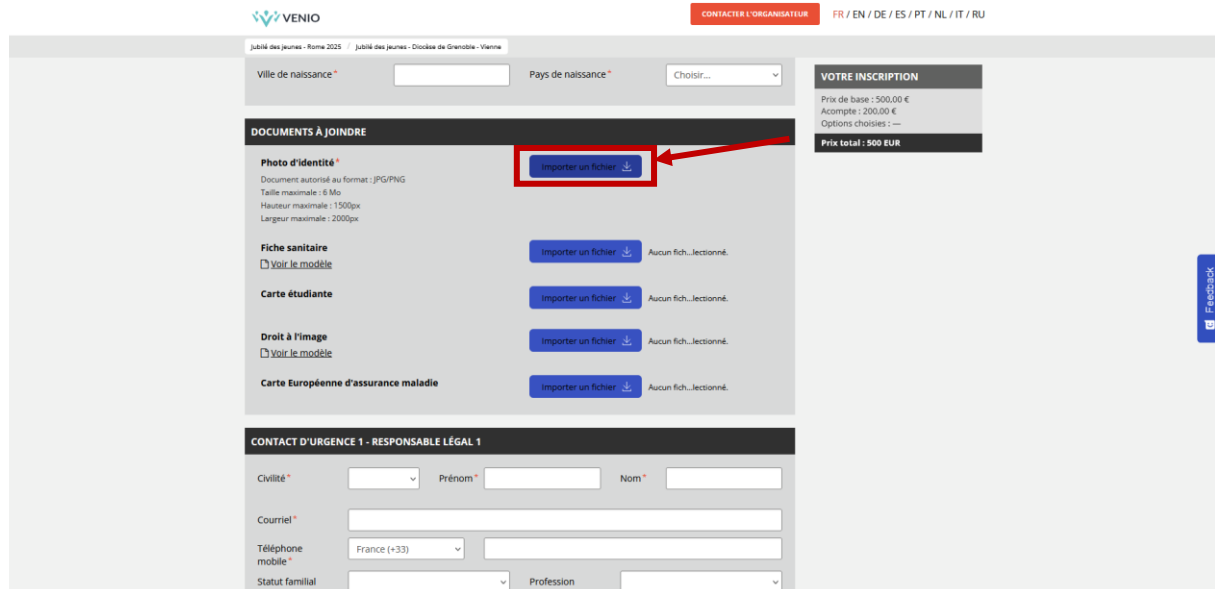 VENIO
CONTACTER L'ORGANISATEUR
FR / EN / DE / ES / PT / NL / IT / RU
Jubilé des jeunes - Rome 2025 / Jubilé des jeunes - Diocèse de Grenoble - Vienne
Ville de naissance *
Pays de naissance *
Choisir...
VOTRE INSCRIPTION
Prix de base : 500,00 €
Acompte : 200,00 €
Options choisies : —
Prix total : 500 EUR
DOCUMENTS À JOINDRE
Photo d'identité *
Importer un fichier
Document autorisé au format : JPG/PNG
Taille maximale : 6 Mo
Hauteur maximale : 1500px
Largeur maximale : 2000px
Fiche sanitaire
Importer un fichier
Aucun fich...lectionné.
Voir le modèle
Carte étudiante
Importer un fichier
Aucun fich...lectionné.
Droit à l'image
Importer un fichier
Aucun fich...lectionné.
Voir le modèle
Carte Européenne d'assurance maladie
Importer un fichier
Aucun fich...lectionné.
CONTACT D'URGENCE 1 - RESPONSABLE LÉGAL 1
Civilité *
Prénom *
Nom *
Courriel *
Téléphone
mobile *
France (+33)
Statut familial
Profession
Feedback